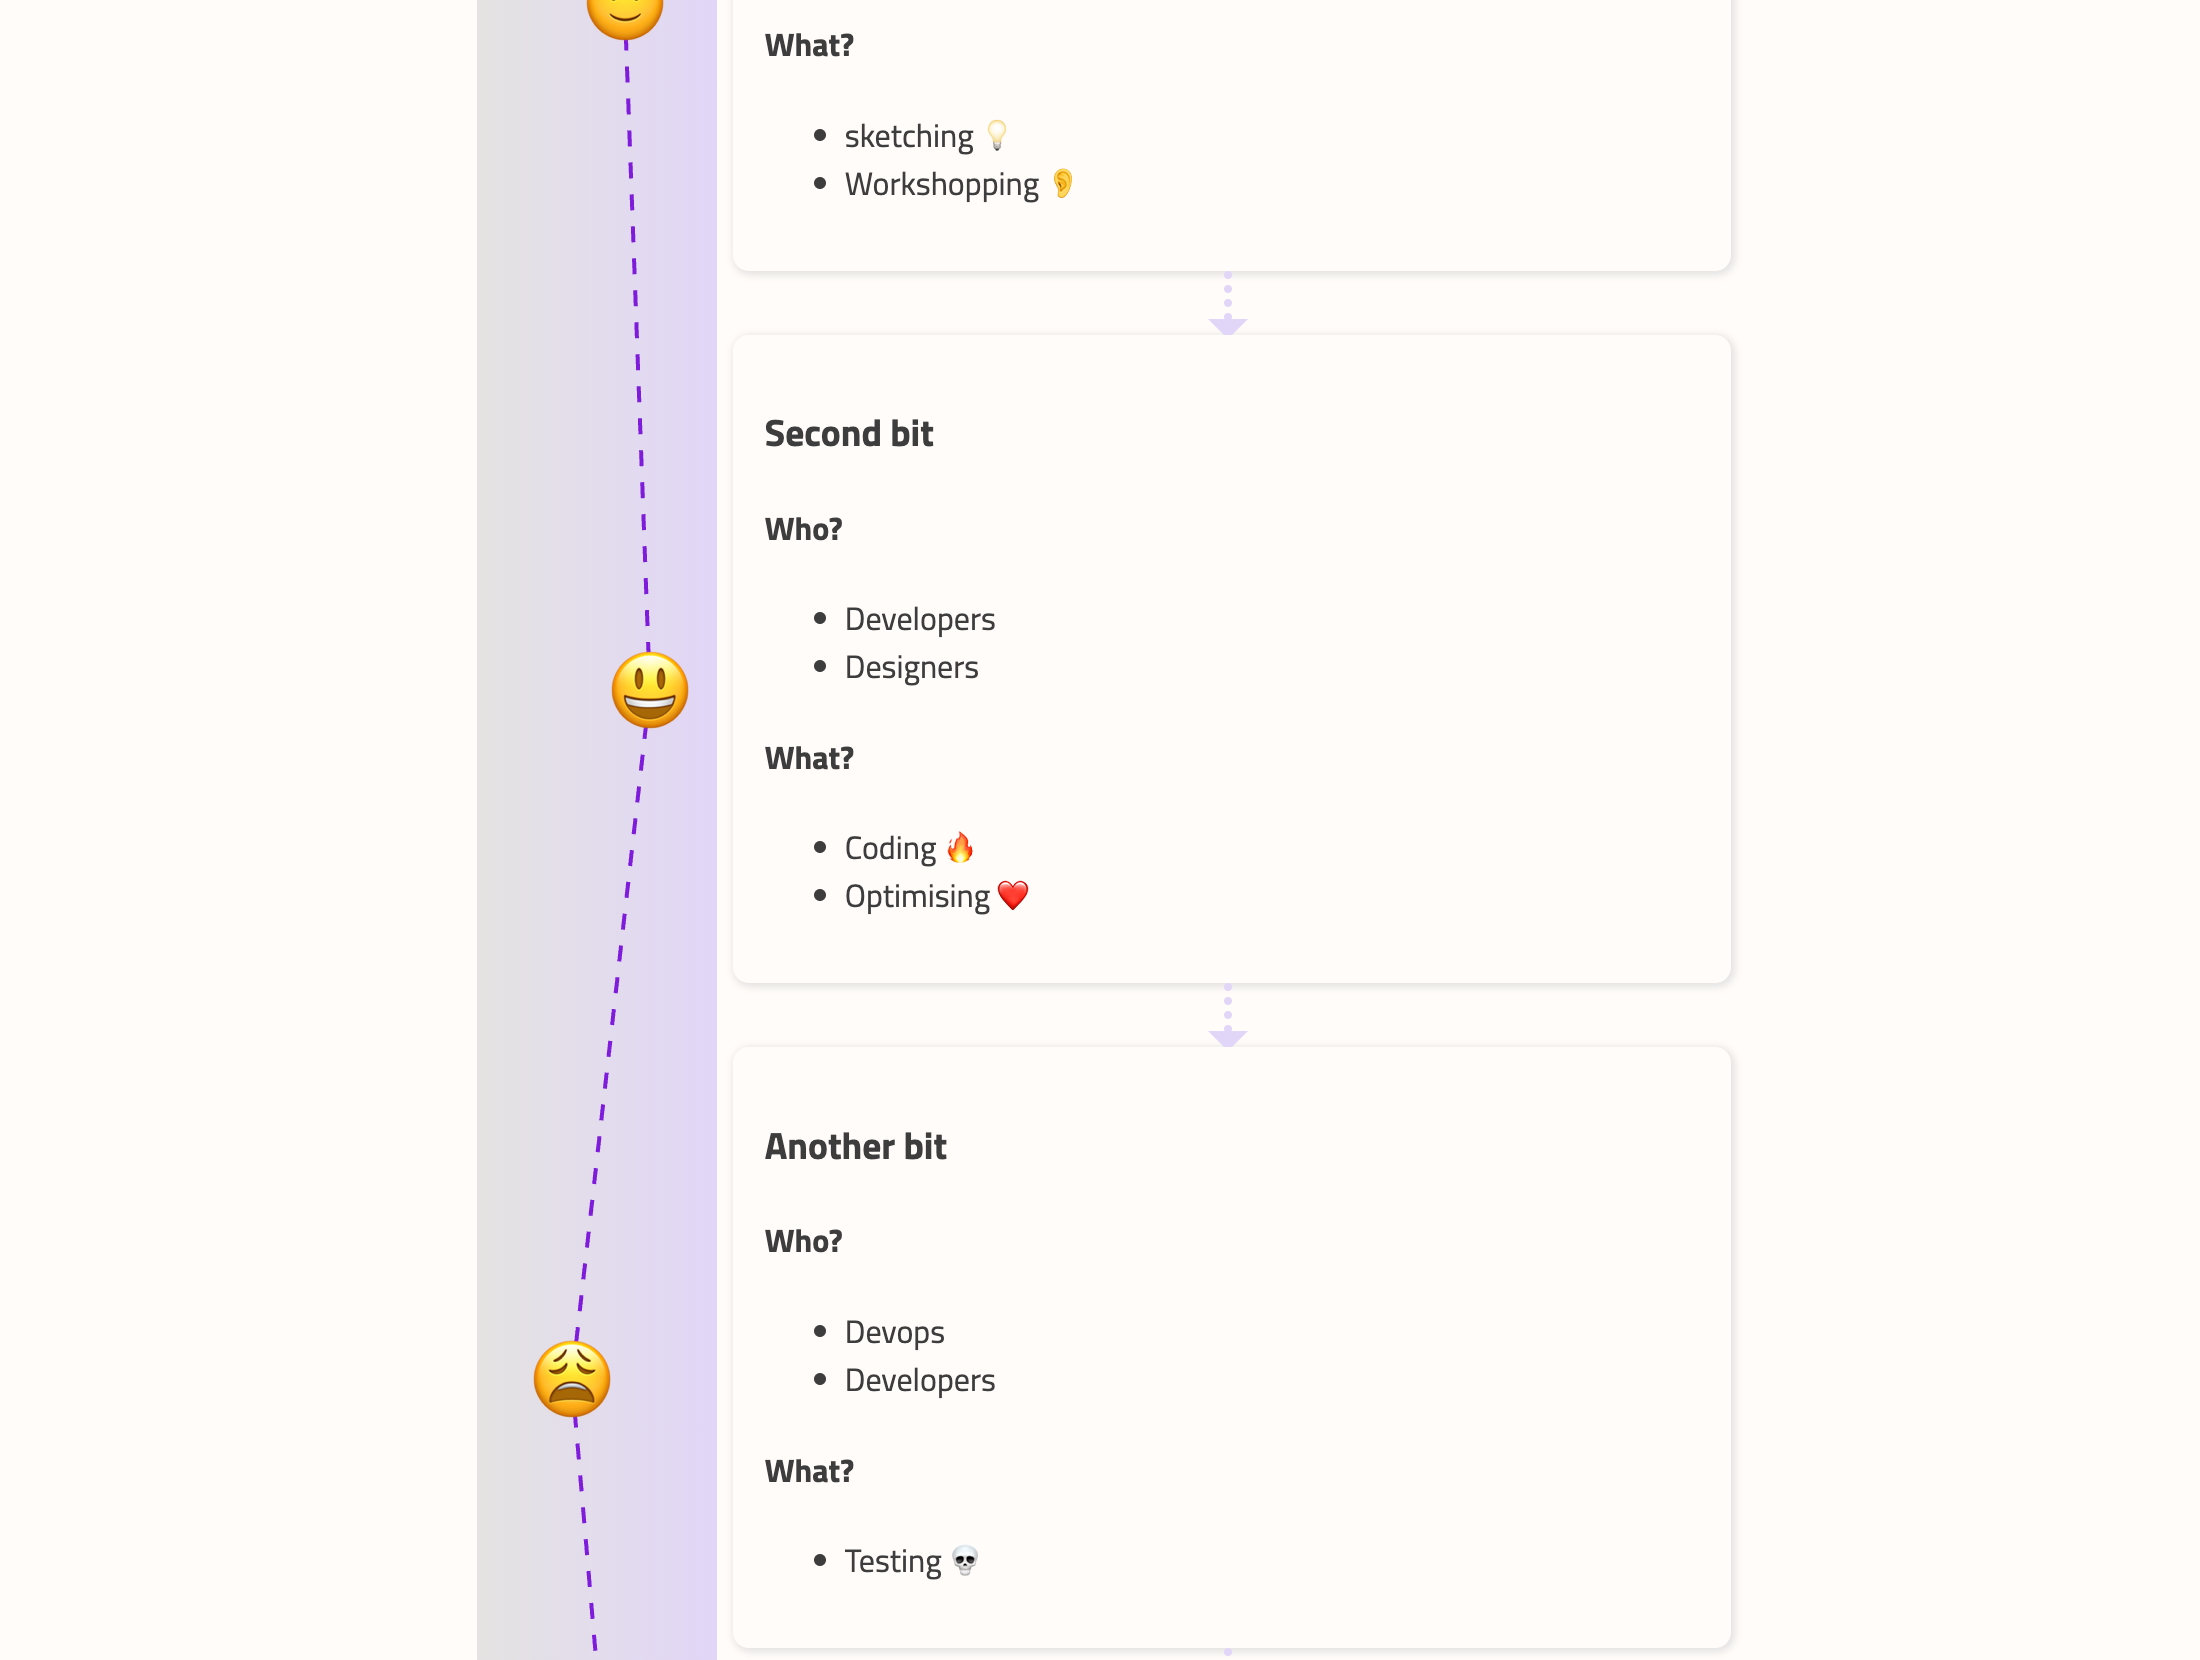 What?
sketching 💡
Workshopping 👂
Second bit
Who?
Developers
Designers
What?
Coding 🔥
Optimising ❤️
Another bit
Who?
Devops
Developers
What?
Testing 💀